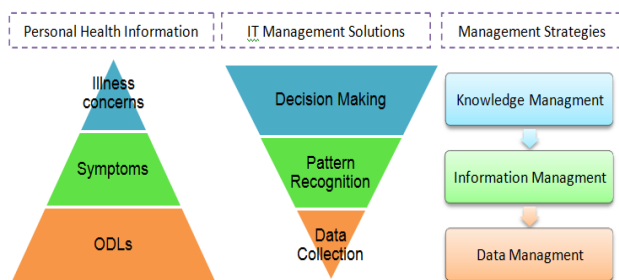 Personal Health Information
IT Management Solutions
Management Strategies
Illness
concerns
Symptoms
ODLs
Decision Making
Pattern
Recognition
Data
Collection
Knowledge Managment
Information Managment
Data Managment